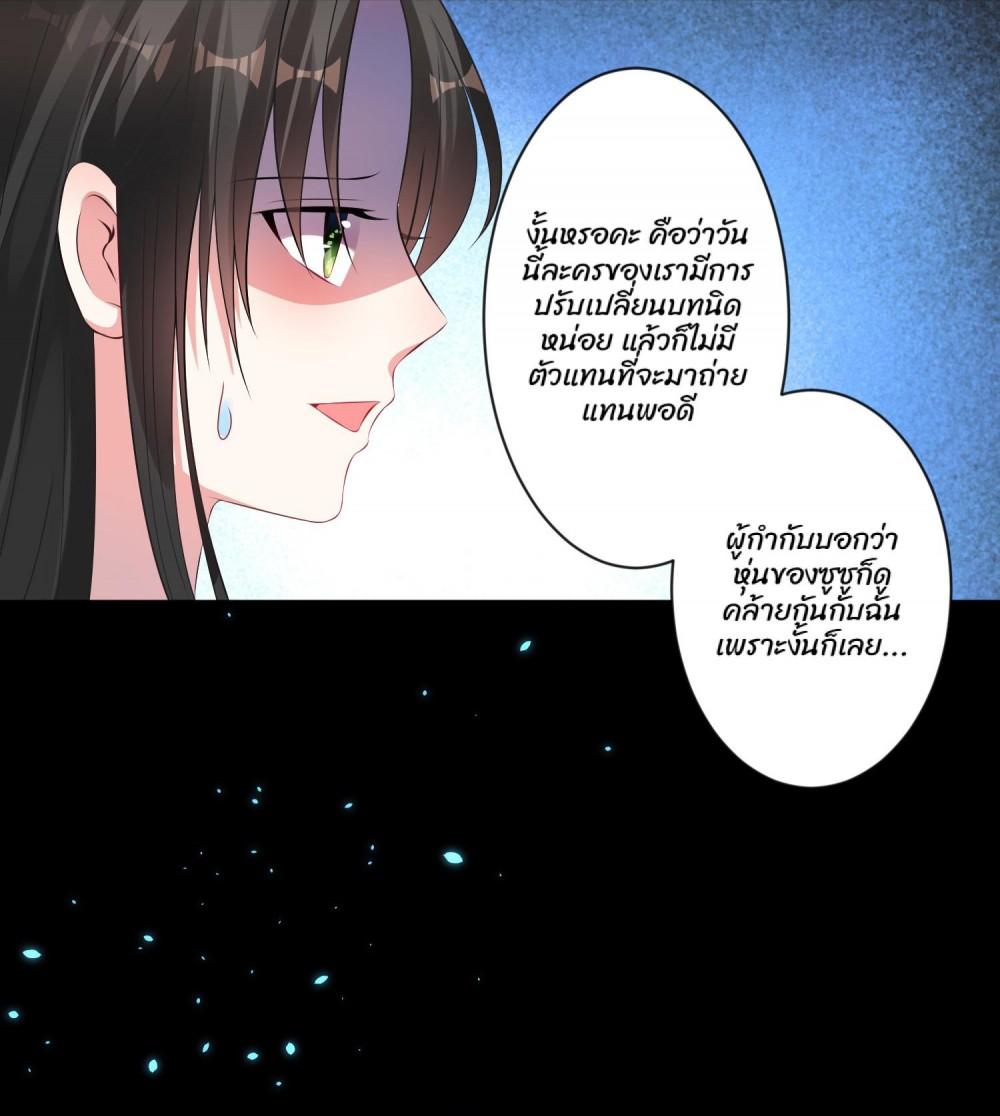 งั้นหรอคะ คือว่าวัน
นี้ละครของเรามีการ
ปรับเปลี่ยนบทนิด
หน่อย แล้วก็ไม่มี
ตัวแทนที่จะมาถ่าย
แทนพอดี
ผู้กำกับบอกว่า
หุ่นของซูซูก็ดู
คล้ายกันกับฉัน
เพราะงั้นก็เลย...